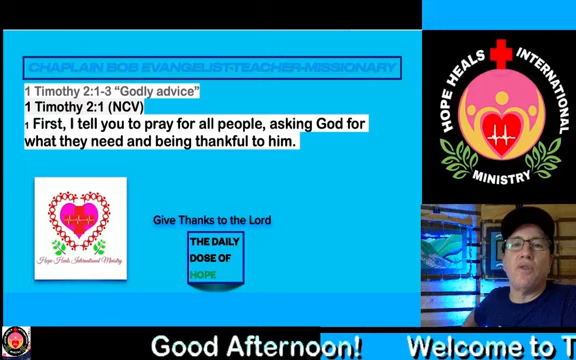 CHAPLAIN BOB EVANGELIST-TEACHER-MISSIONARY
1 Timothy 2:1-3 “Godly advice”
1 Timothy 2:1 (NCV)
1 First, I tell you to pray for all people, asking God for
what they need and being thankful to him.
Hope Heals International Ministry
Give Thanks to the Lord
THE DAILY
DOSE OF
HOPE
HOPE HEALS INTERNATIONAL
MINISTRY
Good Afternoon! Welcome to T